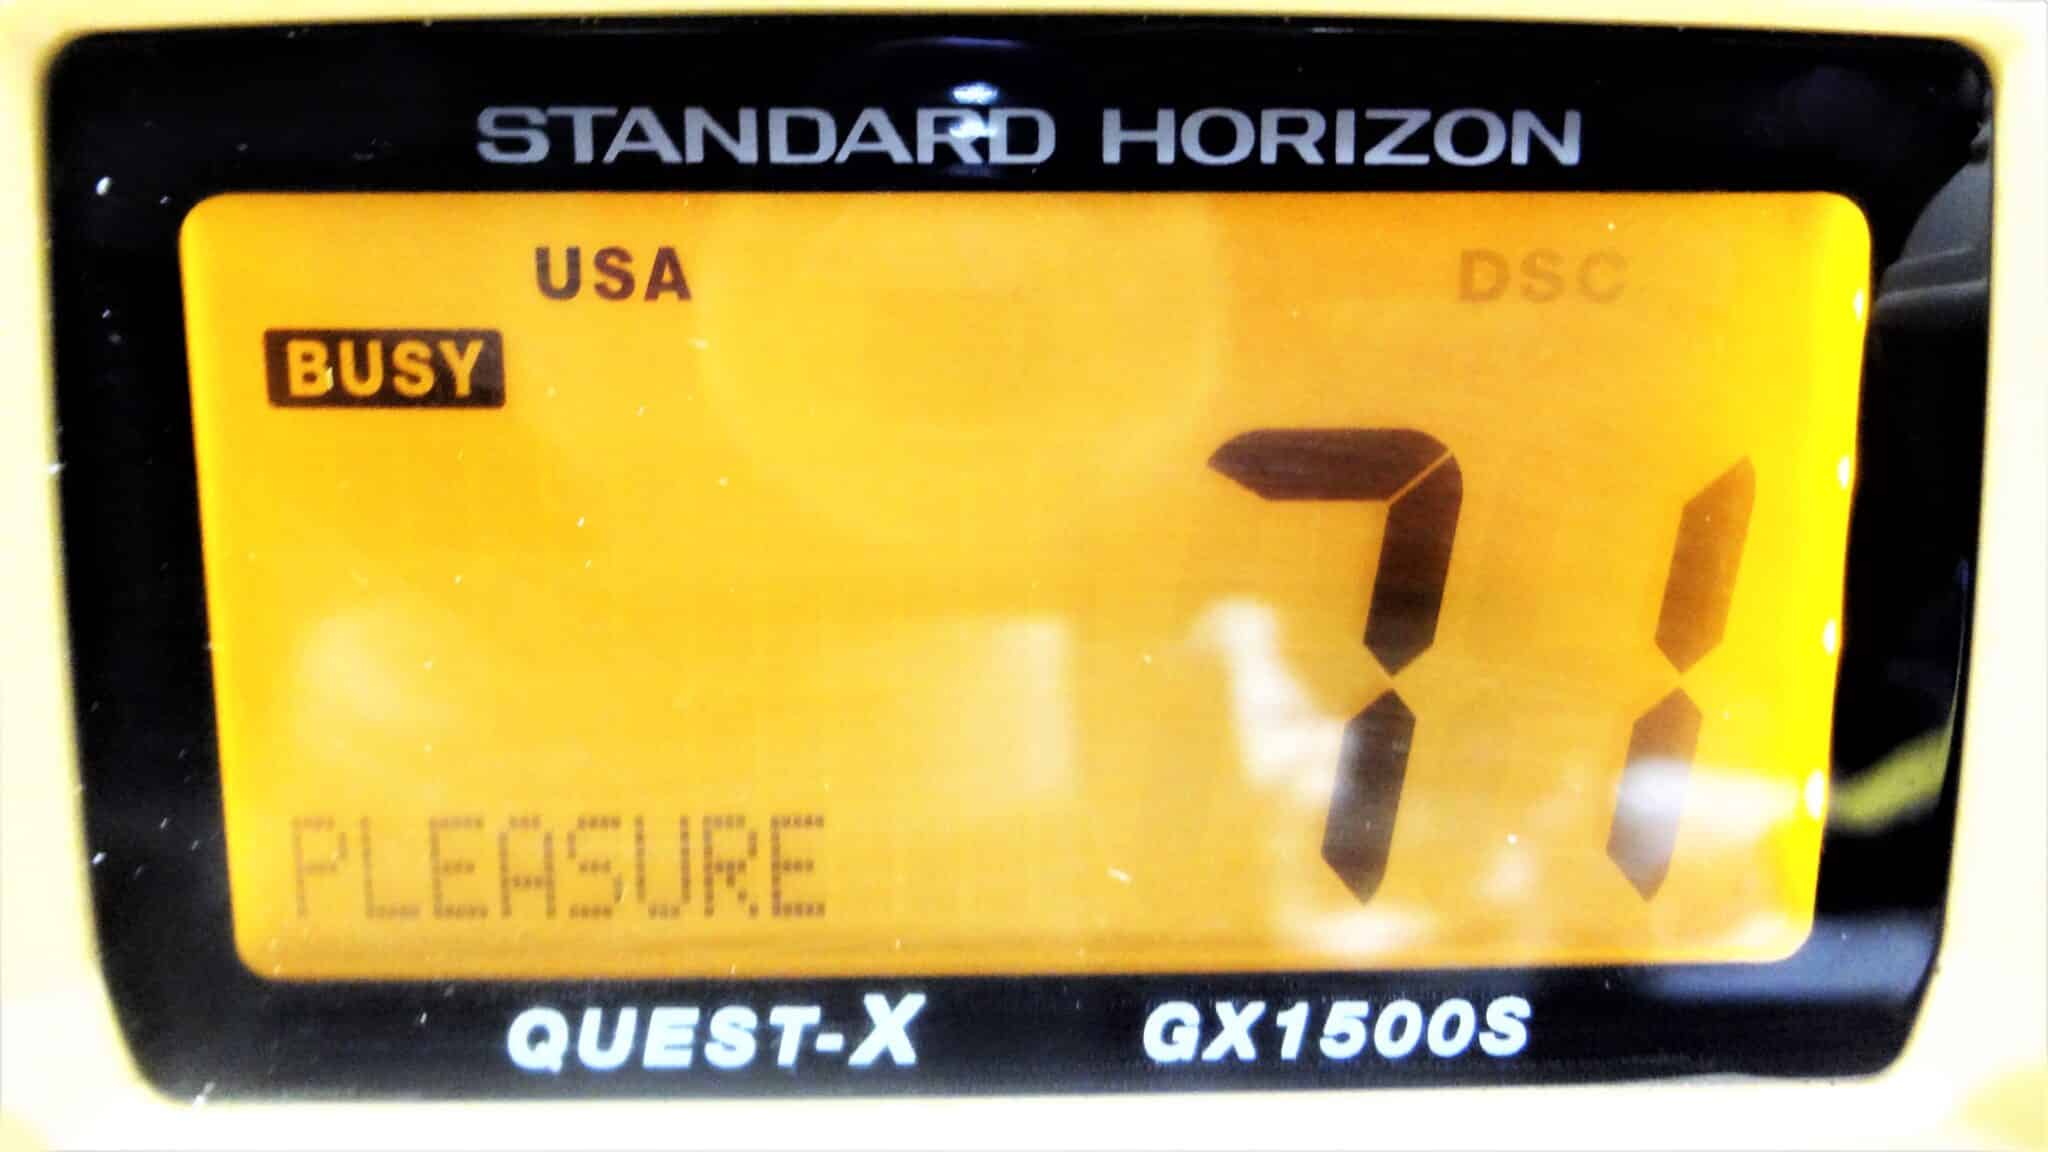 STANDARD HORIZON
USA DSC
BUSY
71
PLEASURE
QUEST-X GX1500S